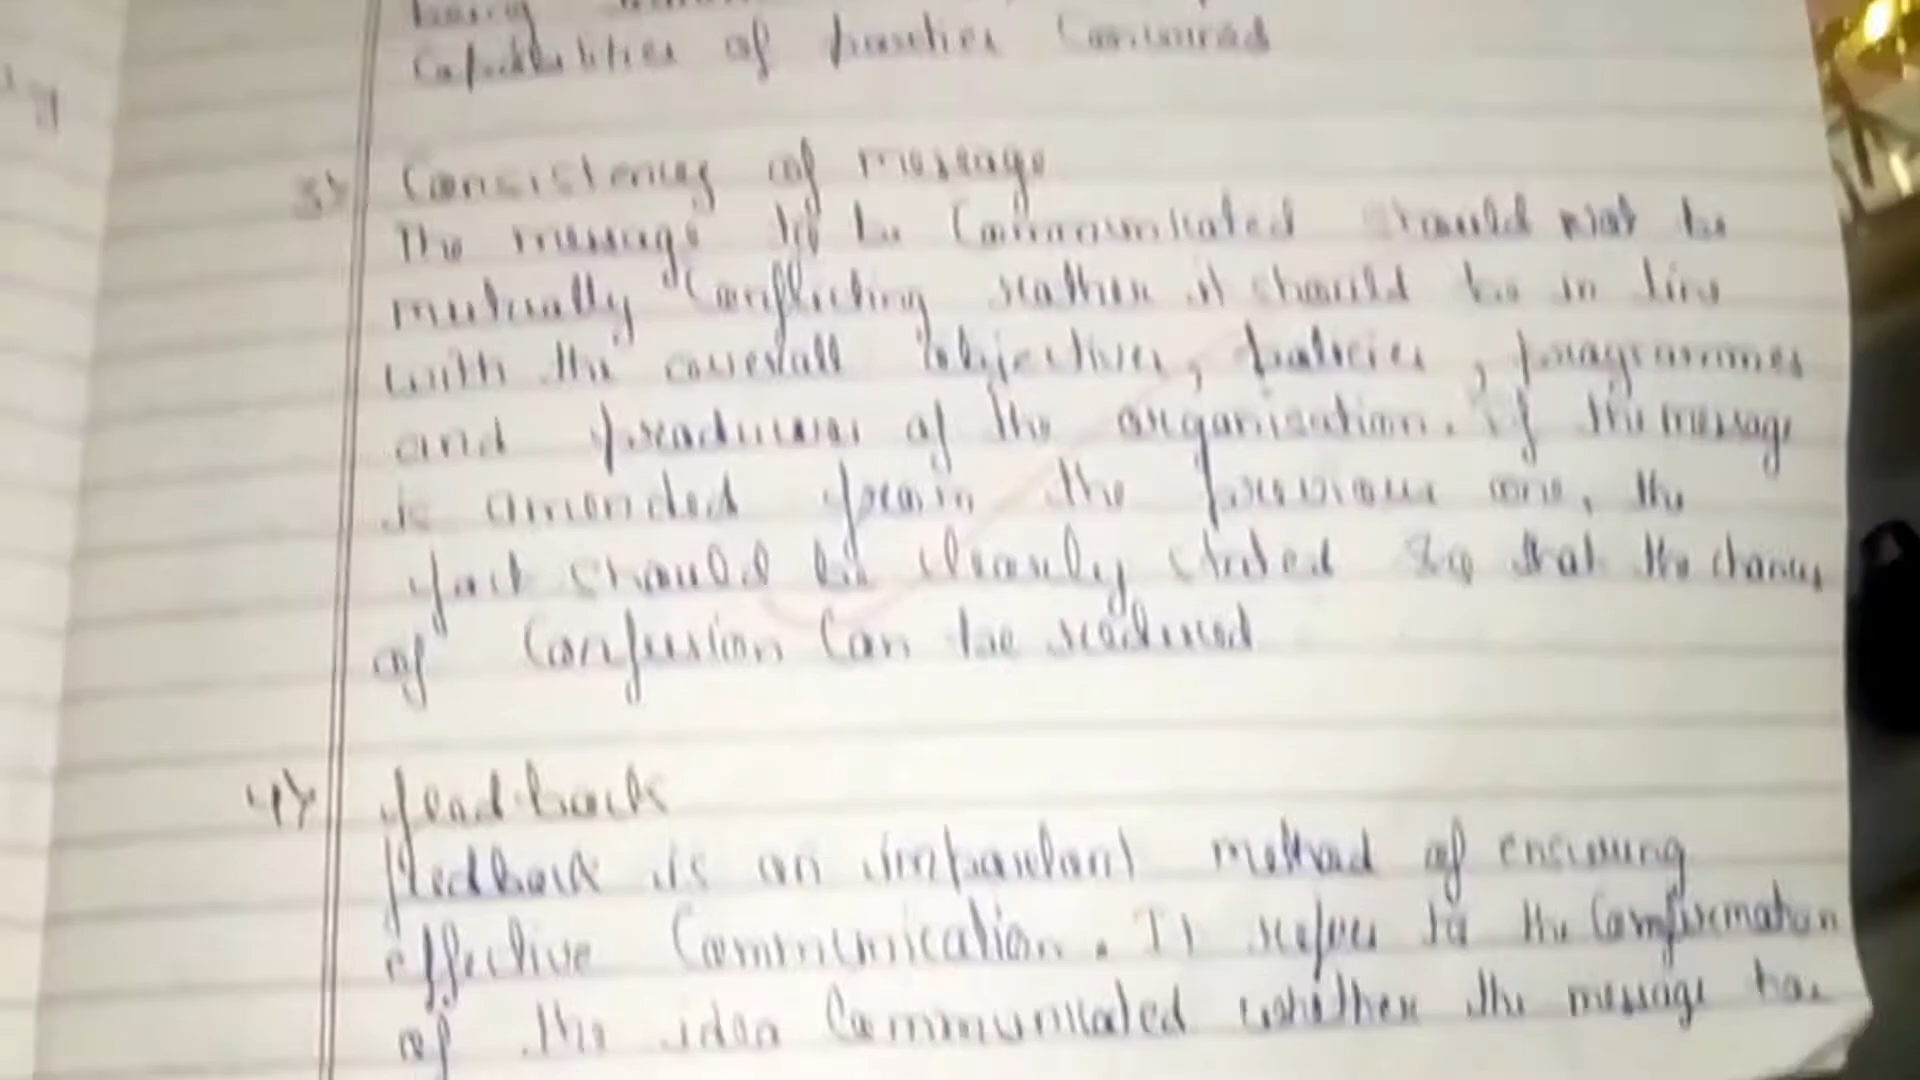 Capabilities of parties Concerned
3) Consistency of message
The message to be Communicated should not be
mutually Conflicting rather it should be in line
with the overall objectives, policies, programmes
and procedures of the organisation. If the message
is amended from the previous one, the
fact should be clearly stated so that the chances
of Confusion Can be reduced
4) feedback
feedback is an important method of ensuring
effective Communication. It refers to the Confirmation
of the idea Communicated whether the message has